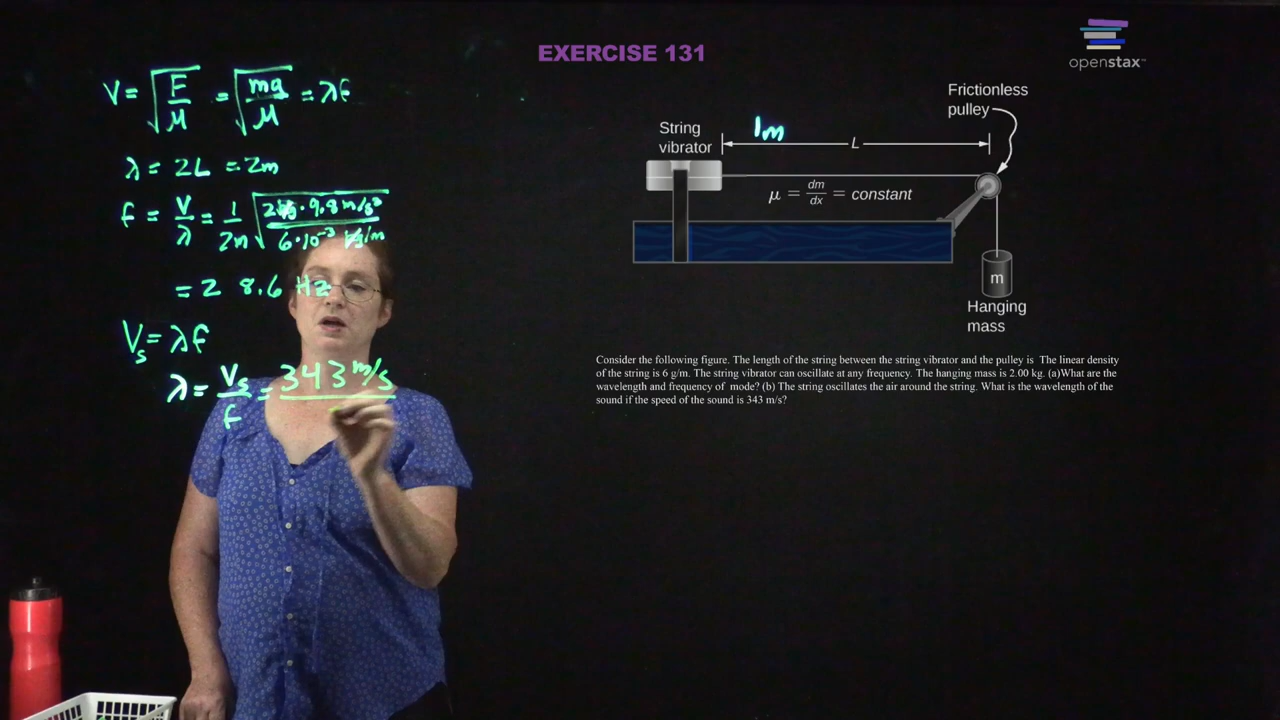 EXERCISE 131
openstax™
V = √(F/μ) = √(mg/μ) = λf
λ = 2L = 2m
f = V/λ = 1/2m √(2kg · 9.8 m/s² / 6·10⁻³ kg/m)
= 28.6 Hz
Vs = λf
λ = Vs/f = 343 m/s
Frictionless
pulley
1m
String
vibrator
L
μ = dm/dx = constant
m
Hanging
mass
Consider the following figure. The length of the string between the string vibrator and the pulley is The linear density
of the string is 6 g/m. The string vibrator can oscillate at any frequency. The hanging mass is 2.00 kg. (a)What are the
wavelength and frequency of mode? (b) The string oscillates the air around the string. What is the wavelength of the
sound if the speed of the sound is 343 m/s?